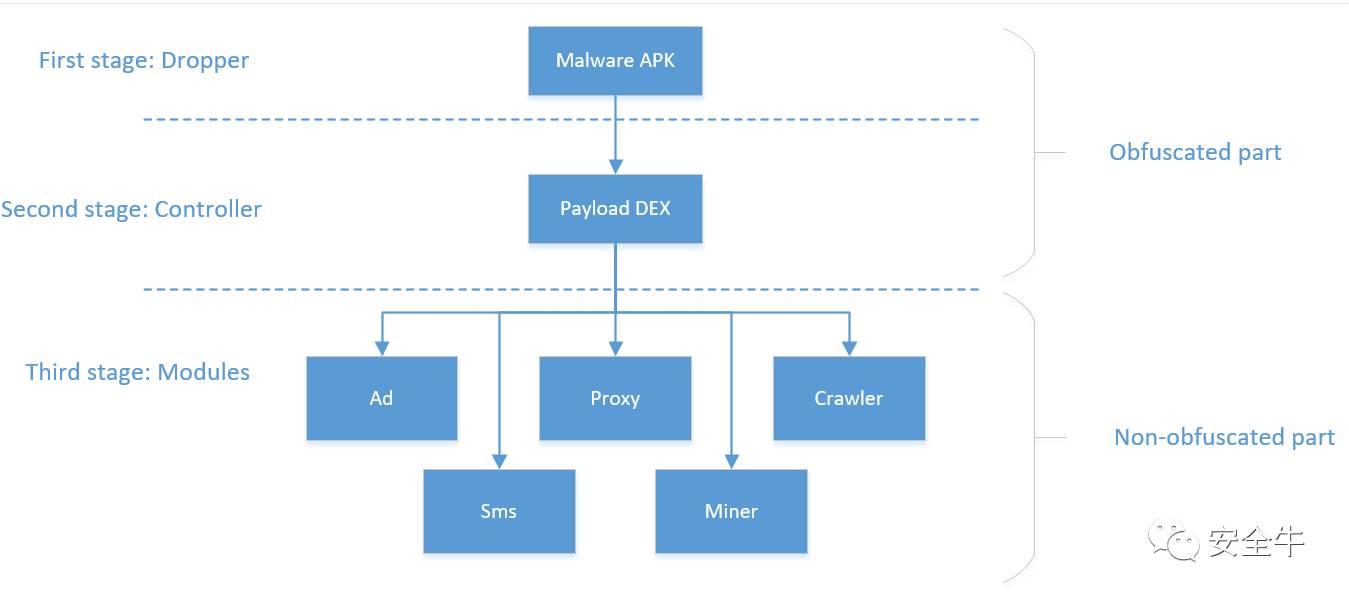 First stage: Dropper
Malware APK
Obfuscated part
Second stage: Controller
Payload DEX
Third stage: Modules
Ad
Proxy
Crawler
Non-obfuscated part
Sms
Miner
安全牛